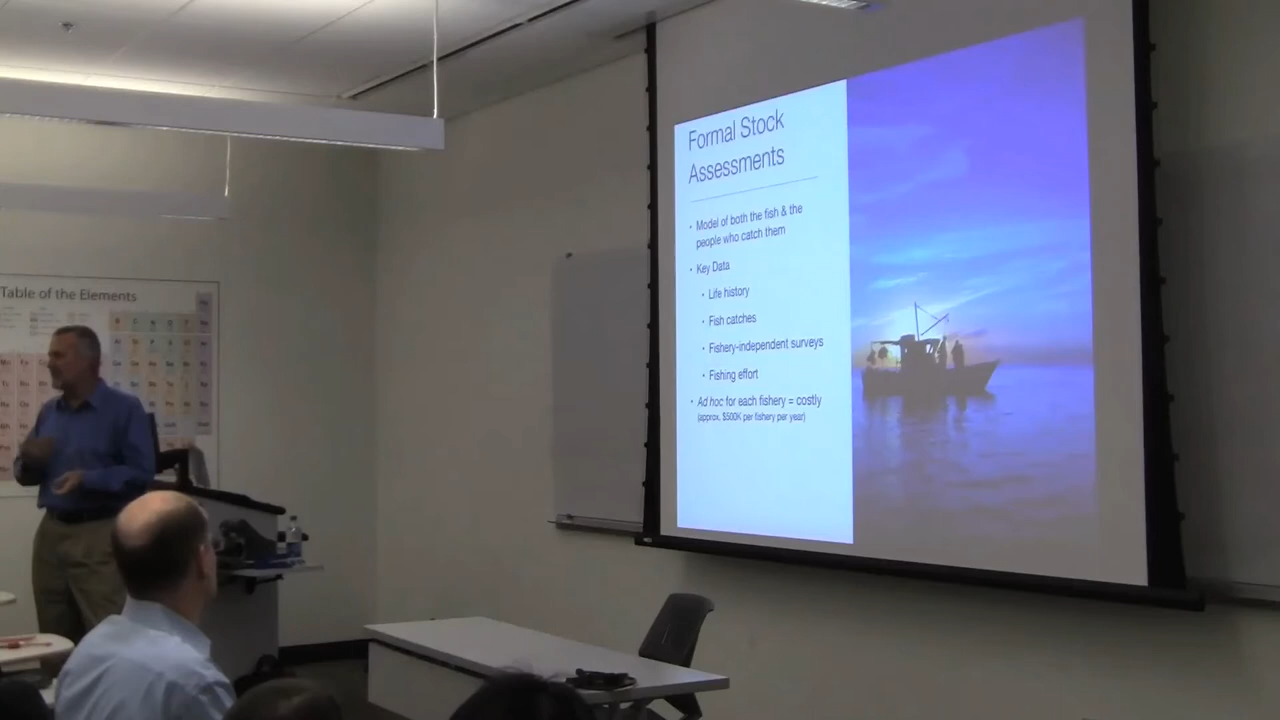 Formal Stock
Assessments
• Model of both the fish & the
people who catch them
• Key Data
• Life history
• Fish catches
• Fishery-independent surveys
• Fishing effort
• Ad hoc for each fishery = costly
(approx. $500K per fishery per year)
Table of the Elements